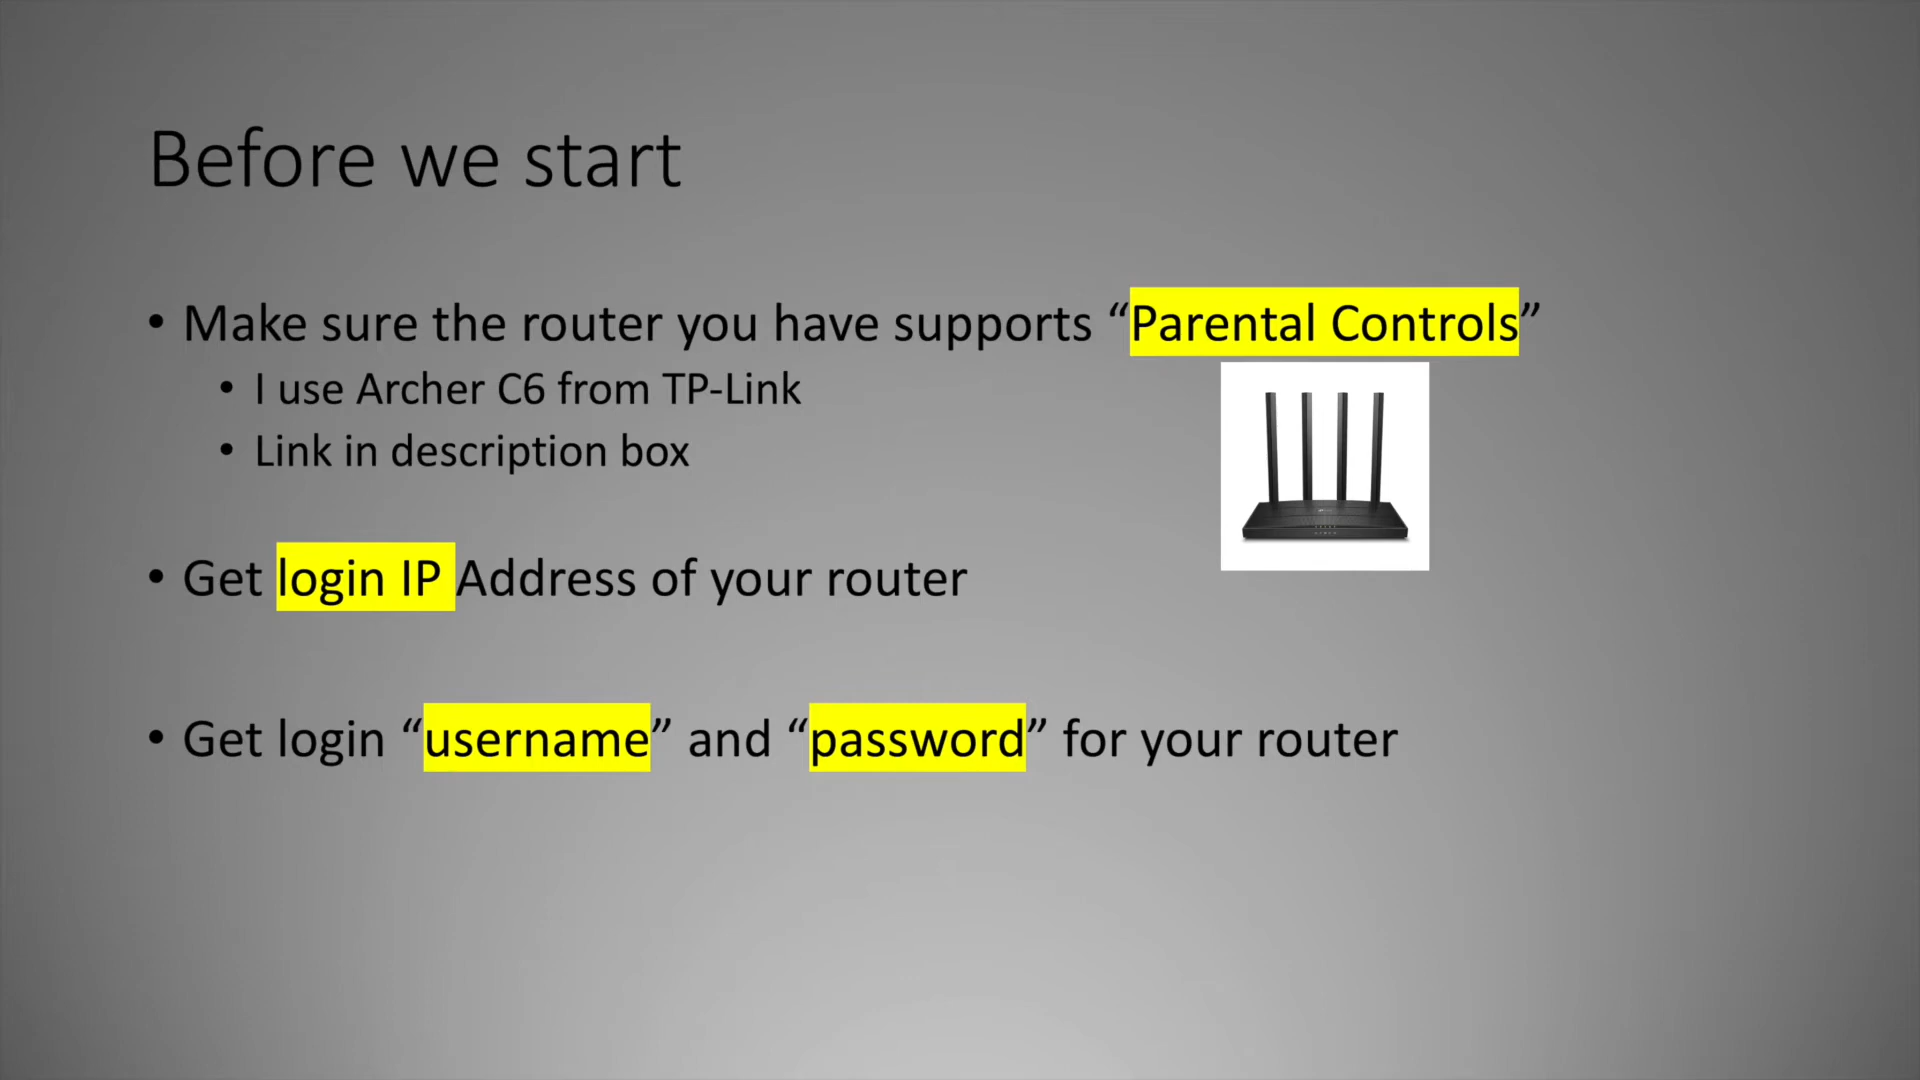 Before we start
• Make sure the router you have supports “Parental Controls”
• I use Archer C6 from TP-Link
• Link in description box
• Get login IP Address of your router
• Get login “username” and “password” for your router